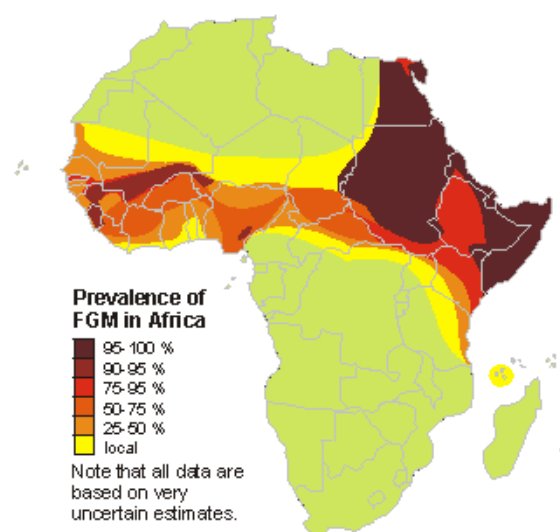 Prevalence of
FGM in Africa
95-100 %
90-95 %
75-95 %
50-75 %
25-50 %
local
Note that all data are
based on very
uncertain estimates.